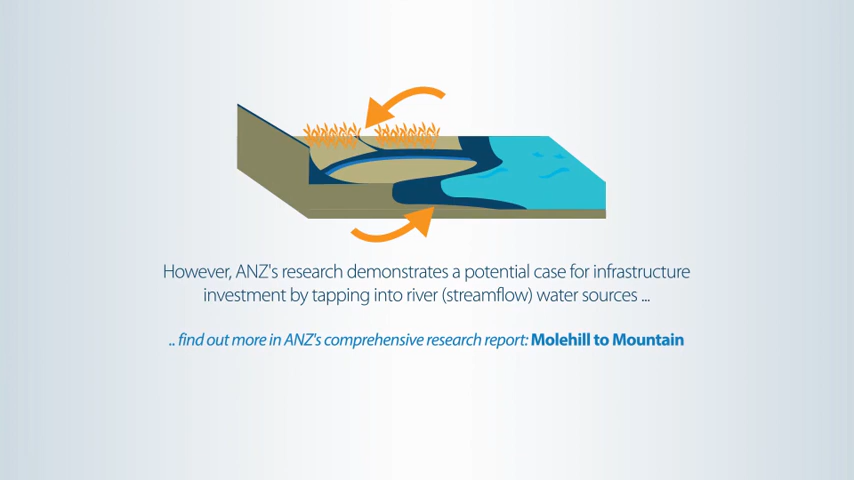 However, ANZ's research demonstrates a potential case for infrastructure
investment by tapping into river (streamflow) water sources ...
.. find out more in ANZ's comprehensive research report: Molehill to Mountain